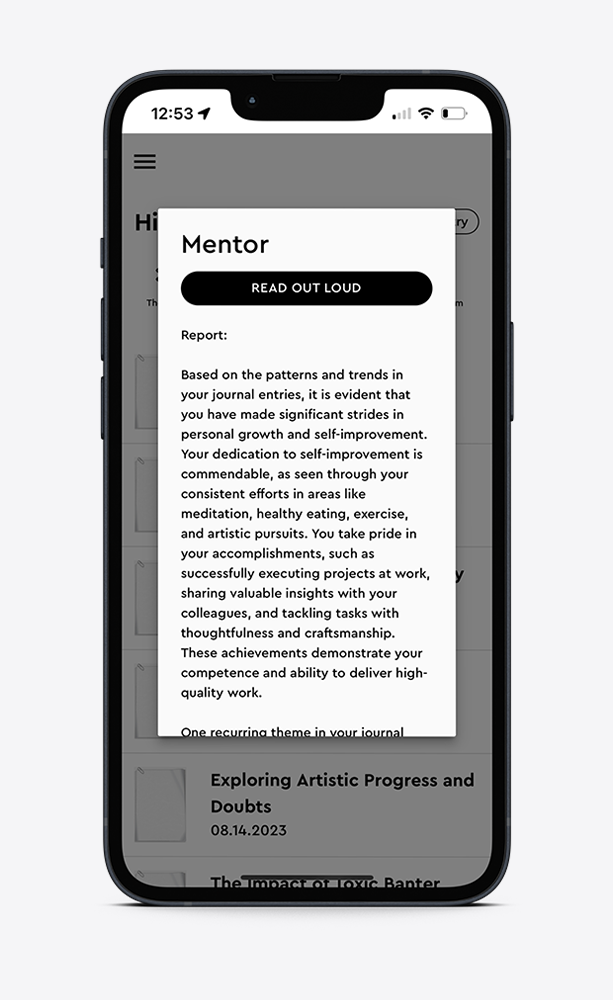 12:53
Hi
ry
Mentor
READ OUT LOUD
Th
m
Report:
Based on the patterns and trends in
your journal entries, it is evident that
you have made significant strides in
personal growth and self-improvement.
Your dedication to self-improvement is
commendable, as seen through your
consistent efforts in areas like
meditation, healthy eating, exercise,
and artistic pursuits. You take pride in
your accomplishments, such as
successfully executing projects at work,
y
sharing valuable insights with your
colleagues, and tackling tasks with
thoughtfulness and craftsmanship.
These achievements demonstrate your
competence and ability to deliver high-
quality work.
One recurring theme in your journal
Exploring Artistic Progress and
Doubts
08.14.2023
The Impact of Toxic Banter